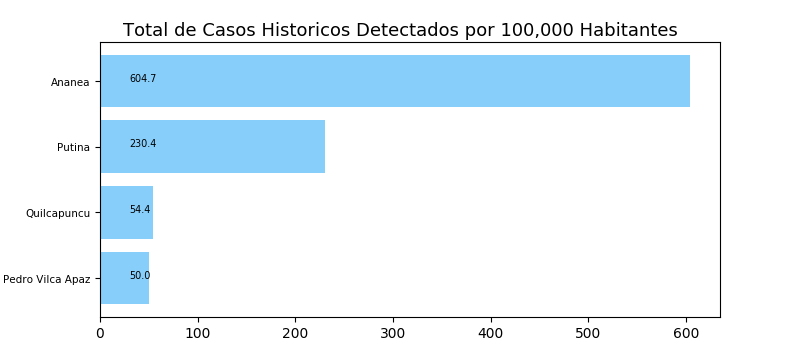 Total de Casos Historicos Detectados por 100,000 Habitantes
Ananea
604.7
Putina
230.4
Quilcapuncu
54.4
Pedro Vilca Apaz
50.0
0 100 200 300 400 500 600